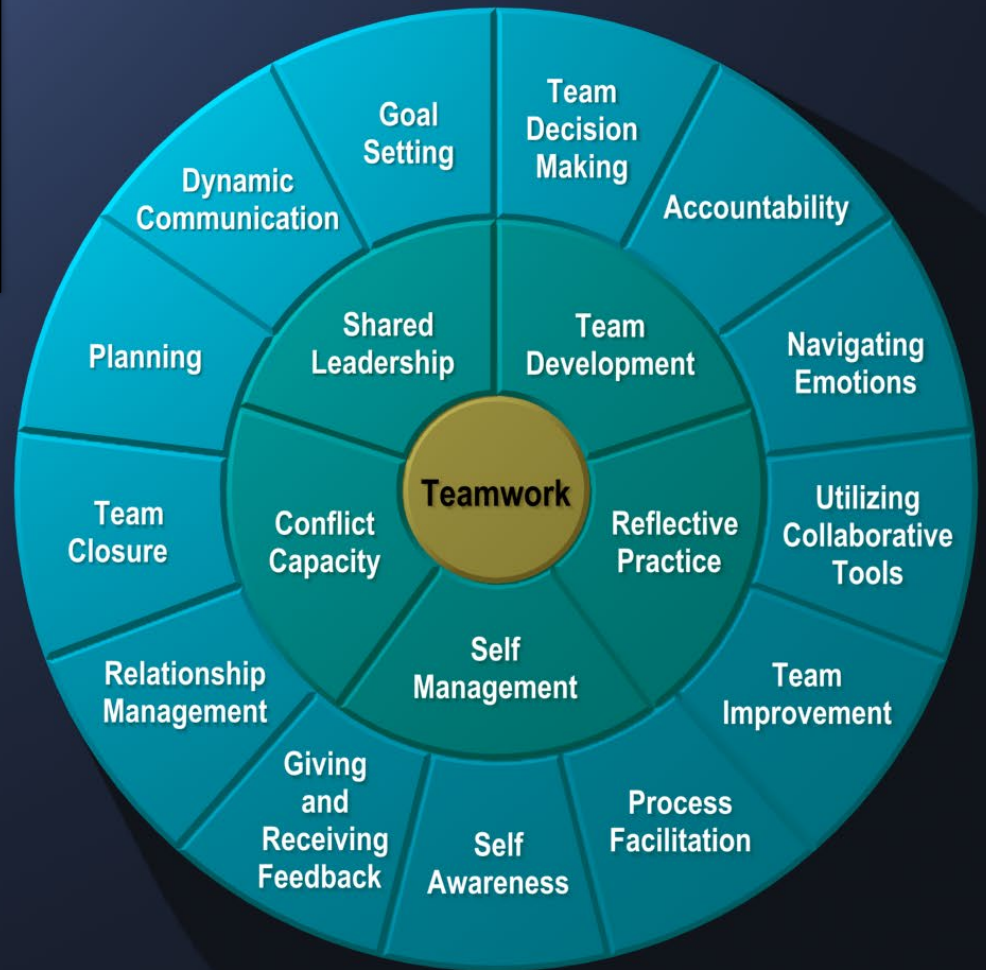 Teamwork
Shared
Leadership
Team
Development
Reflective
Practice
Self
Management
Conflict
Capacity
Goal
Setting
Team
Decision
Making
Accountability
Navigating
Emotions
Utilizing
Collaborative
Tools
Team
Improvement
Process
Facilitation
Self
Awareness
Giving
and
Receiving
Feedback
Relationship
Management
Team
Closure
Planning
Dynamic
Communication